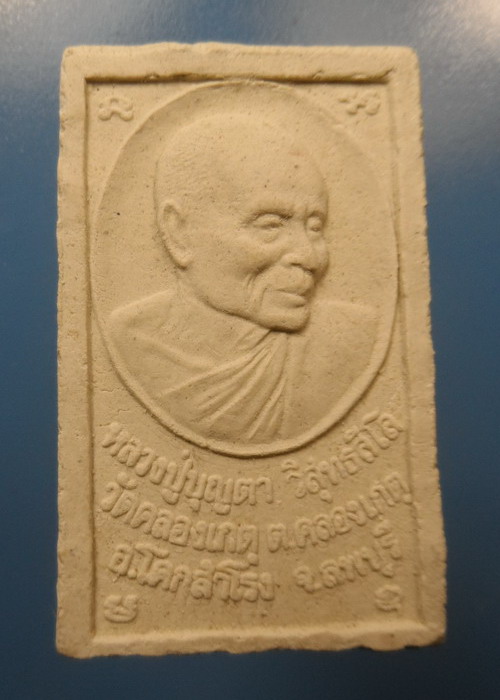 หลวงปู่บุญตา วิสุทธสีโล
วัดคลองเกตุ ต.คลองเกตุ
อ.โคกสำโรง จ.ลพบุรี